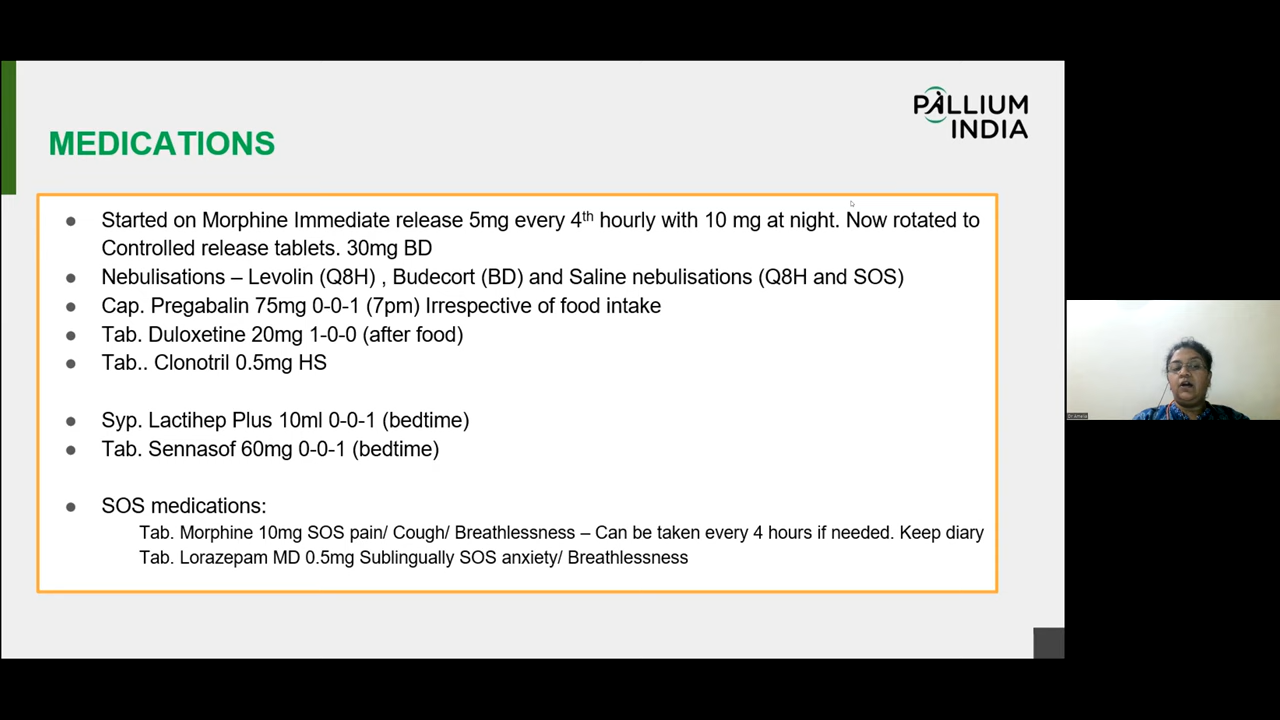 PALLIUM
INDIA
MEDICATIONS
● Started on Morphine Immediate release 5mg every 4th hourly with 10 mg at night. Now rotated to
Controlled release tablets. 30mg BD
● Nebulisations – Levolin (Q8H) , Budecort (BD) and Saline nebulisations (Q8H and SOS)
● Cap. Pregabalin 75mg 0-0-1 (7pm) Irrespective of food intake
● Tab. Duloxetine 20mg 1-0-0 (after food)
● Tab.. Clonotril 0.5mg HS
● Syp. Lactihep Plus 10ml 0-0-1 (bedtime)
● Tab. Sennasof 60mg 0-0-1 (bedtime)
● SOS medications:
Tab. Morphine 10mg SOS pain/ Cough/ Breathlessness – Can be taken every 4 hours if needed. Keep diary
Tab. Lorazepam MD 0.5mg Sublingually SOS anxiety/ Breathlessness